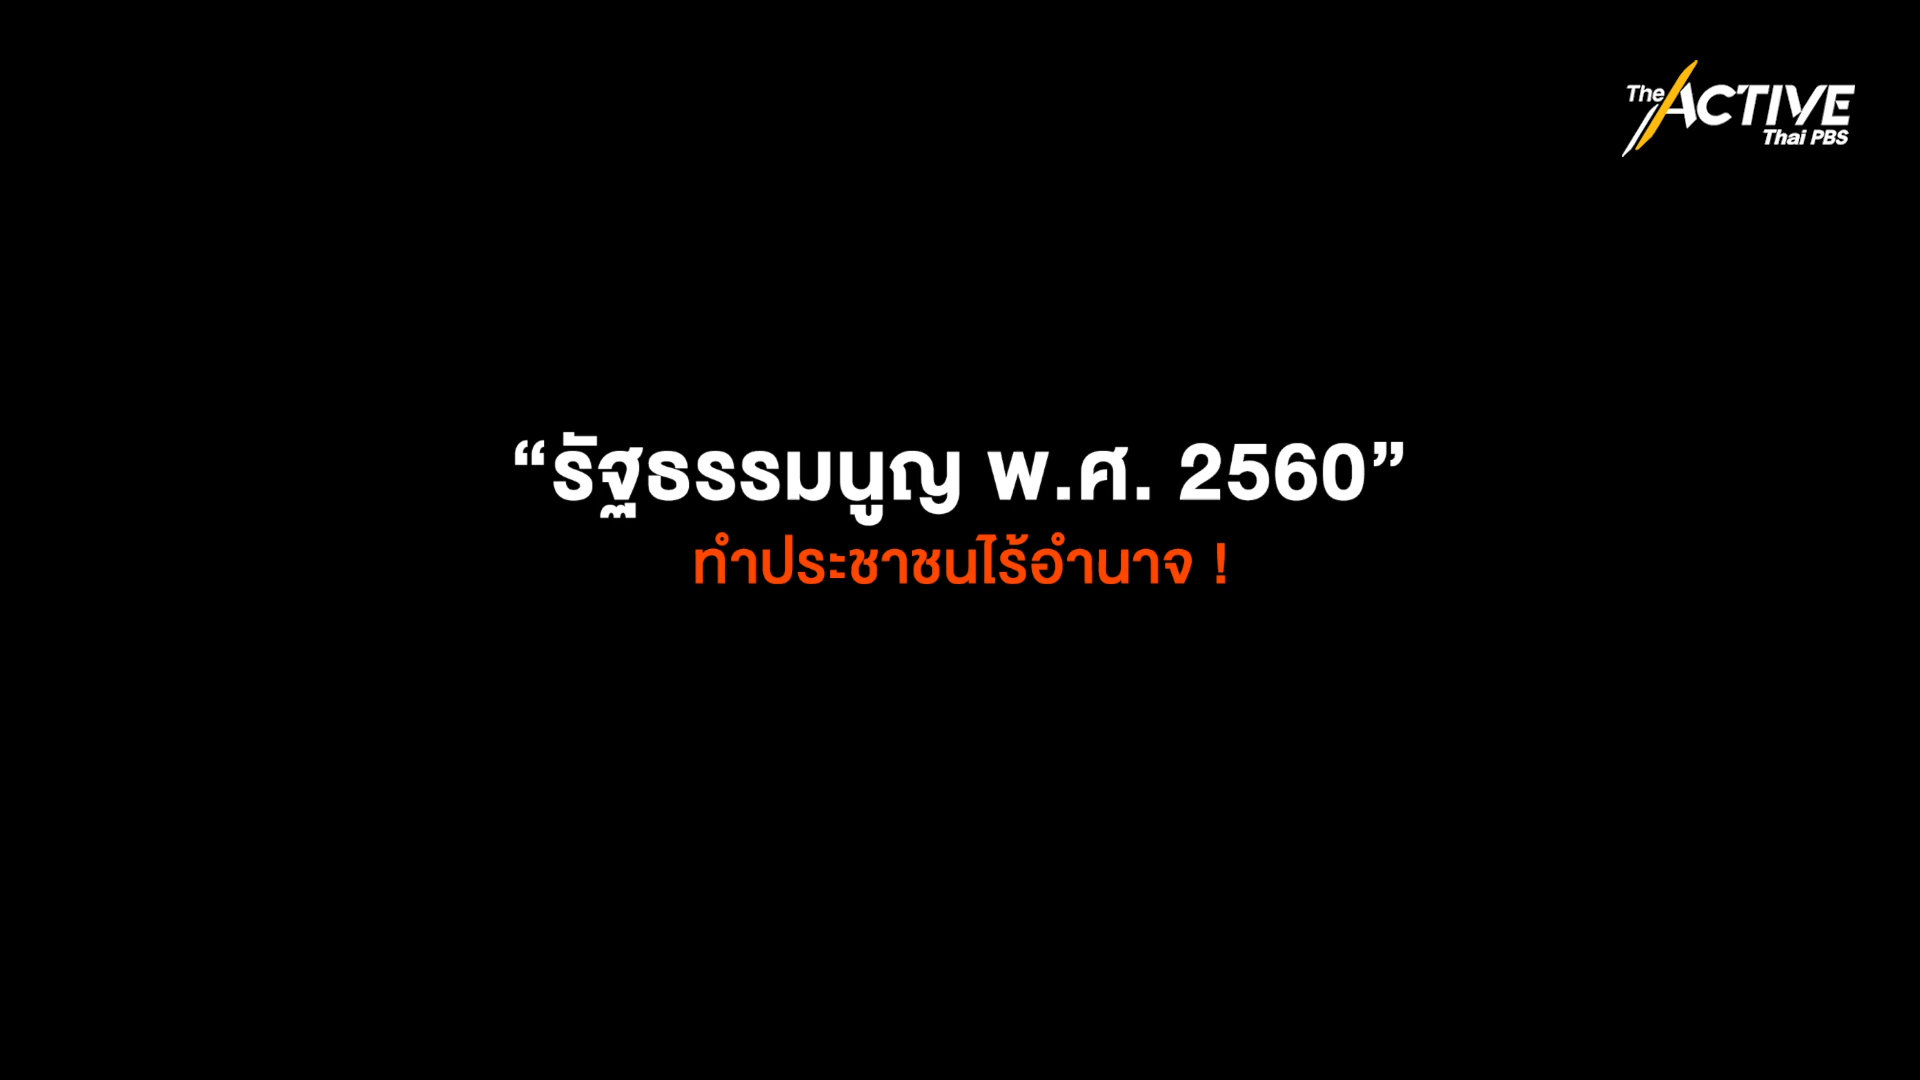 The ACTIVE
Thai PBS
“รัฐธรรมนูญ พ.ศ. 2560”
ทำประชาชนไร้อำนาจ !